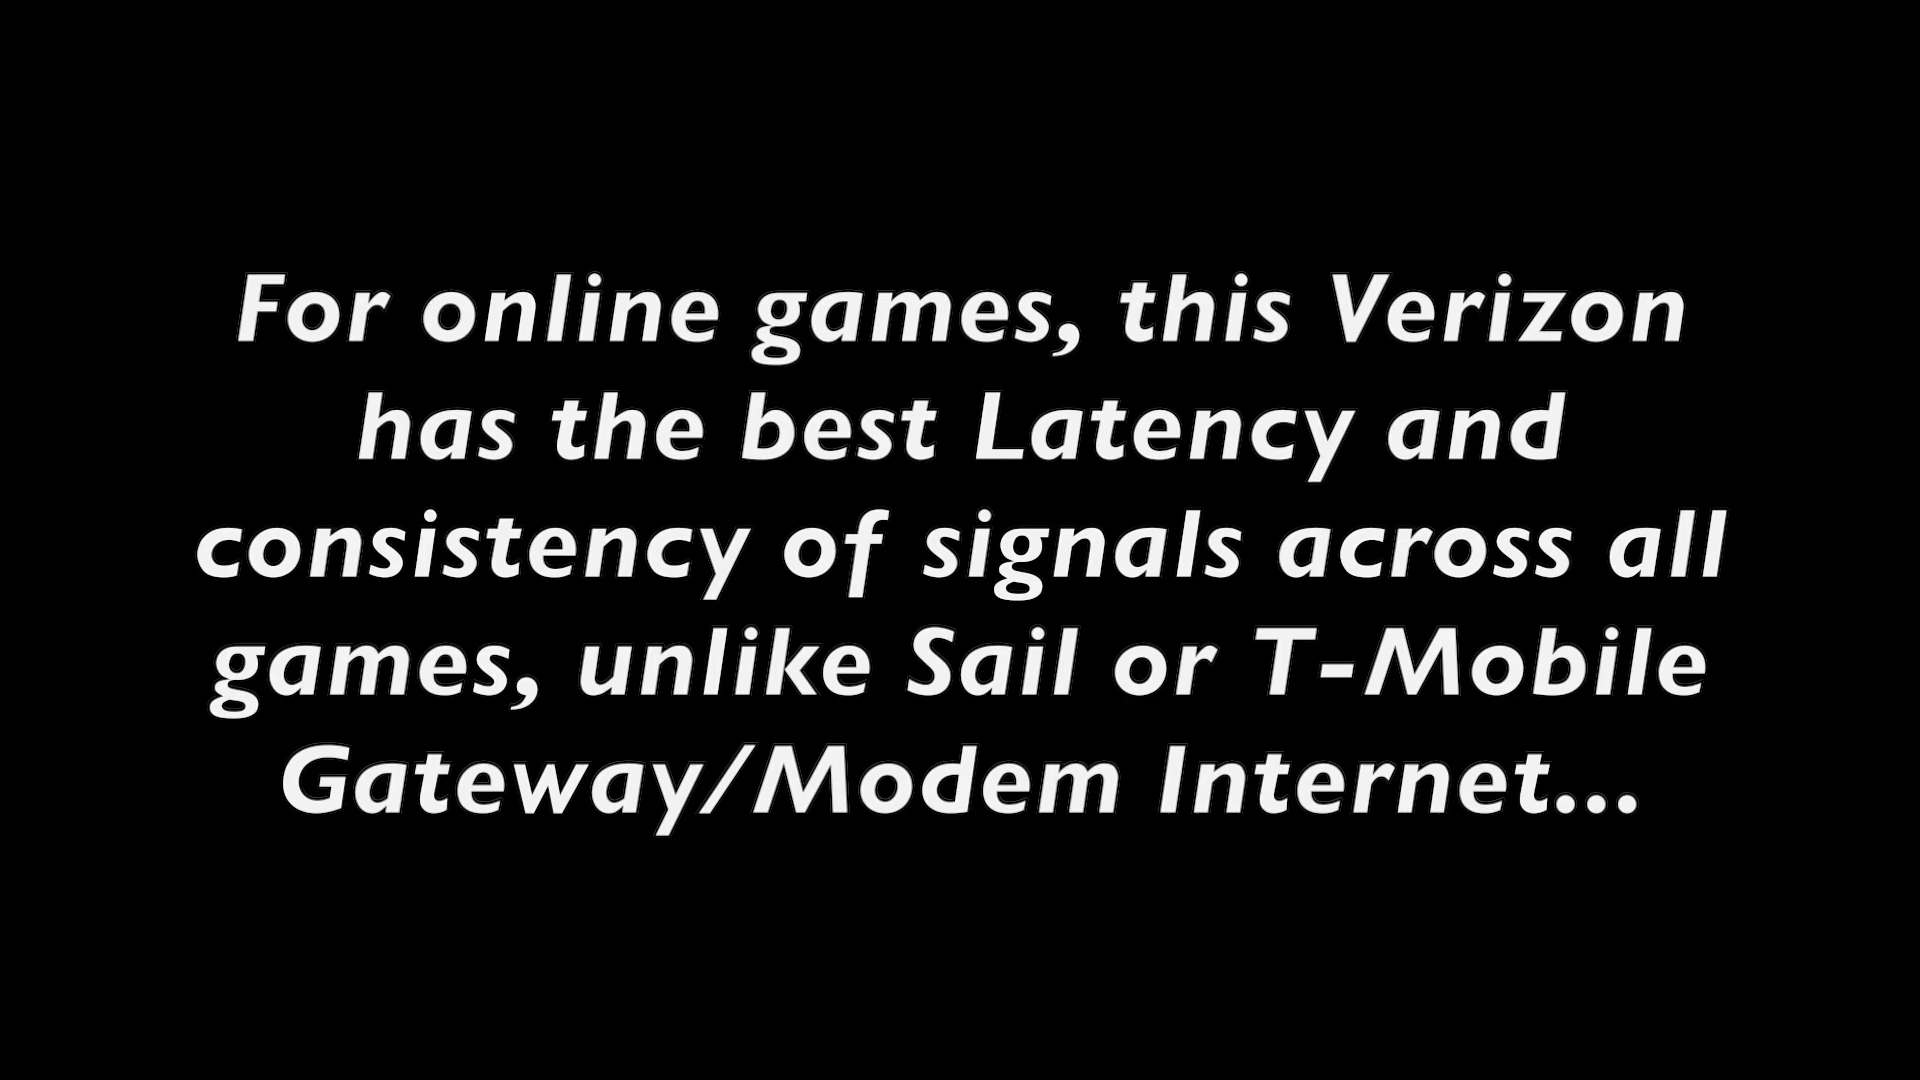 For online games, this Verizon
has the best Latency and
consistency of signals across all
games, unlike Sail or T-Mobile
Gateway/Modem Internet...